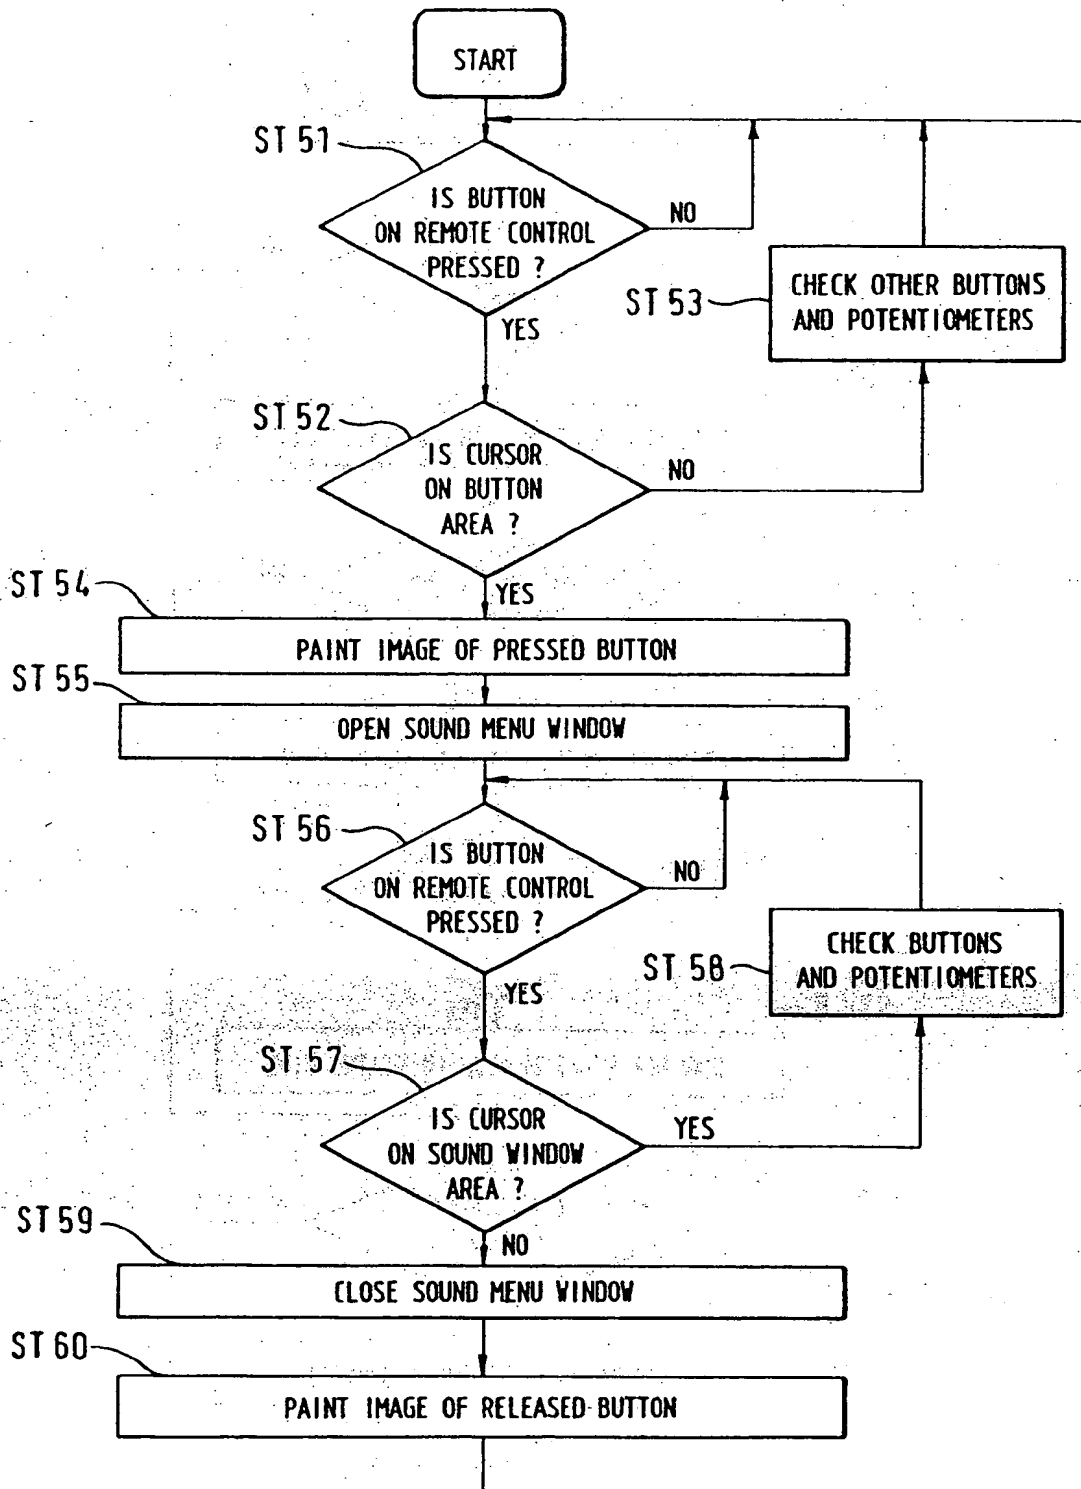 START
ST 51
IS BUTTON
ON REMOTE CONTROL
PRESSED ?
NO
YES
ST 53
CHECK OTHER BUTTONS
AND POTENTIOMETERS
ST 52
IS CURSOR
ON BUTTON
AREA ?
NO
YES
ST 54
PAINT IMAGE OF PRESSED BUTTON
ST 55
OPEN SOUND MENU WINDOW
ST 56
IS BUTTON
ON REMOTE CONTROL
PRESSED ?
NO
YES
ST 58
CHECK BUTTONS
AND POTENTIOMETERS
ST 57
IS CURSOR
ON SOUND WINDOW
AREA ?
YES
NO
ST 59
CLOSE SOUND MENU WINDOW
ST 60
PAINT IMAGE OF RELEASED BUTTON